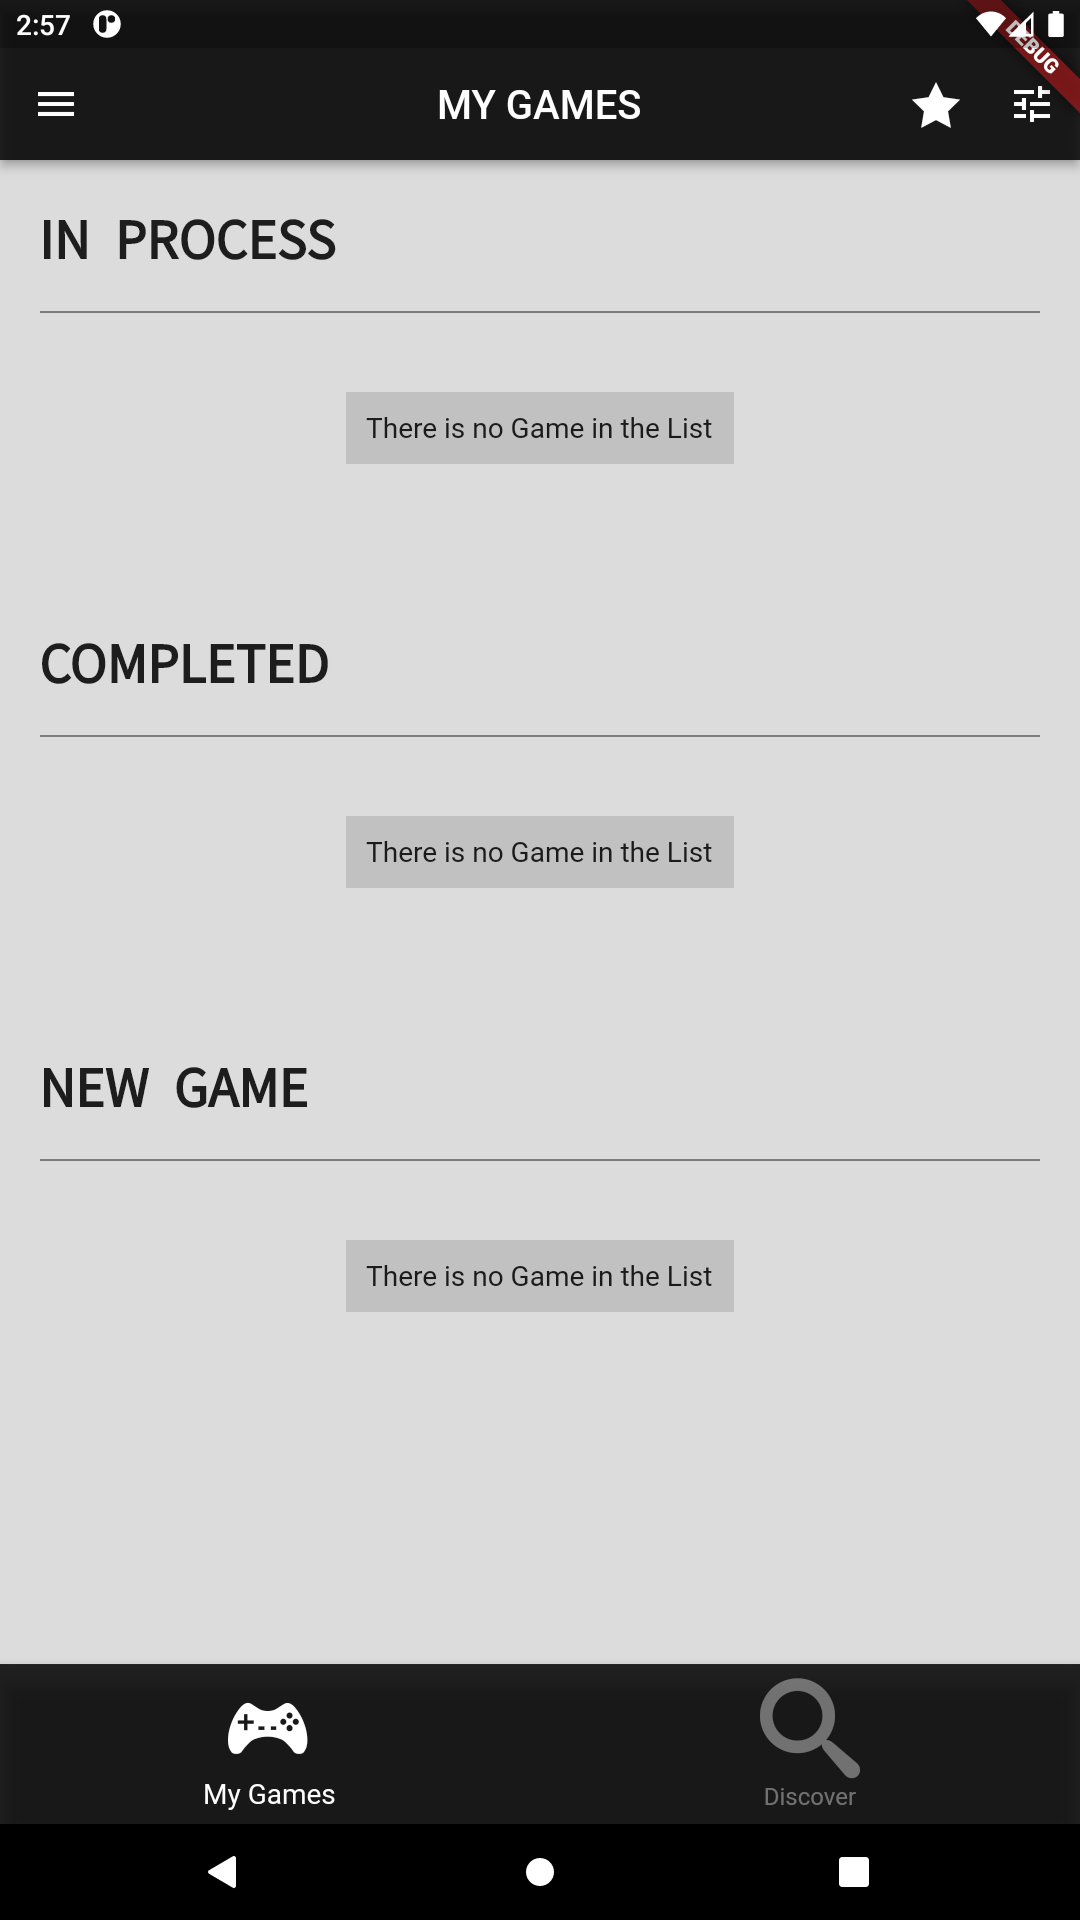 2:57
DEBUG
MY GAMES
IN PROCESS
There is no Game in the List
COMPLETED
There is no Game in the List
NEW GAME
There is no Game in the List
My Games
Discover